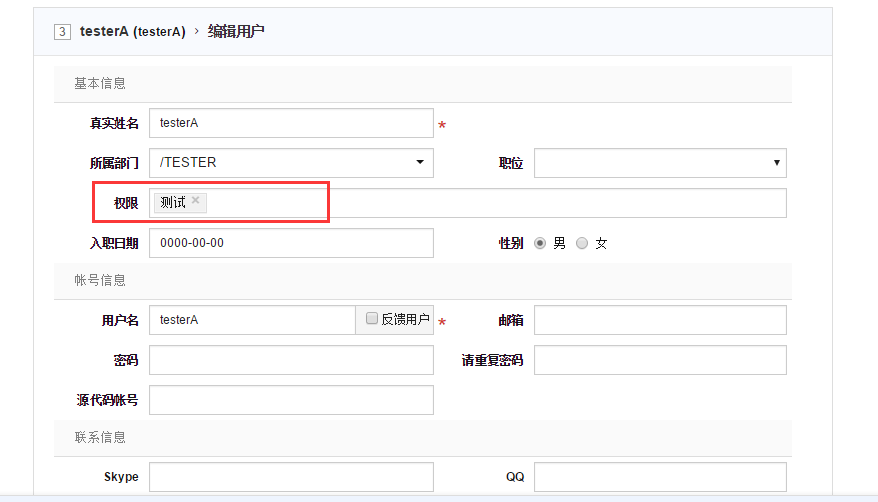 3 testerA (testerA) › 编辑用户
基本信息
真实姓名 testerA *
所属部门 /TESTER 职位
权限 测试 ×
入职日期 0000-00-00 性别 男 女
帐号信息
用户名 testerA 反馈用户 * 邮箱
密码 请重复密码
源代码帐号
联系信息
Skype QQ